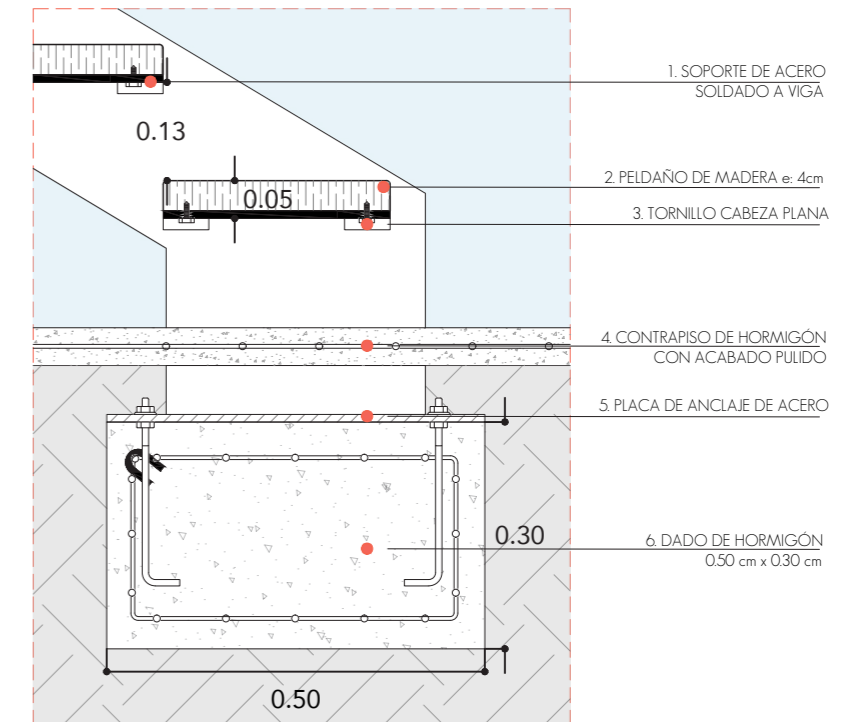 1. SOPORTE DE ACERO
SOLDADO A VIGA
0.13
2. PELDAÑO DE MADERA e: 4cm
0.05
3. TORNILLO CABEZA PLANA
4. CONTRAPISO DE HORMIGÓN
CON ACABADO PULIDO
5. PLACA DE ANCLAJE DE ACERO
0.30
6. DADO DE HORMIGÓN
0.50 cm x 0.30 cm
0.50